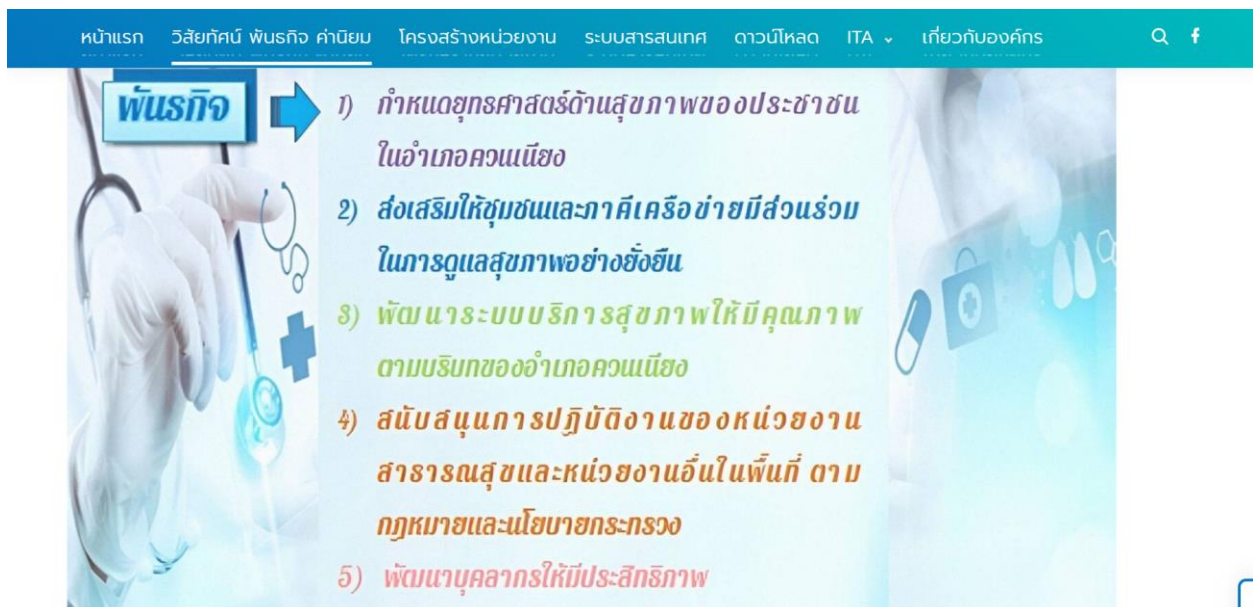 หน้าแรก วิสัยทัศน์ พันธกิจ ค่านิยม โครงสร้างหน่วยงาน ระบบสารสนเทศ ดาวน์โหลด ITA เกี่ยวกับองค์กร
พันธกิจ
1) กำหนดยุทธศาสตร์ด้านสุขภาพของประชาชน
ในอำเภอควนเนียง
2) ส่งเสริมให้ชุมชนและภาคีเครือข่ายมีส่วนร่วม
ในการดูแลสุขภาพอย่างยั่งยืน
3) พัฒนาระบบบริการสุขภาพให้มีคุณภาพ
ตามบริบทของอำเภอควนเนียง
4) สนับสนุนการปฏิบัติงานของหน่วยงาน
สาธารณสุขและหน่วยงานอื่นในพื้นที่ ตาม
กฎหมายและนโยบายกระทรวง
5) พัฒนาบุคลากรให้มีประสิทธิภาพ